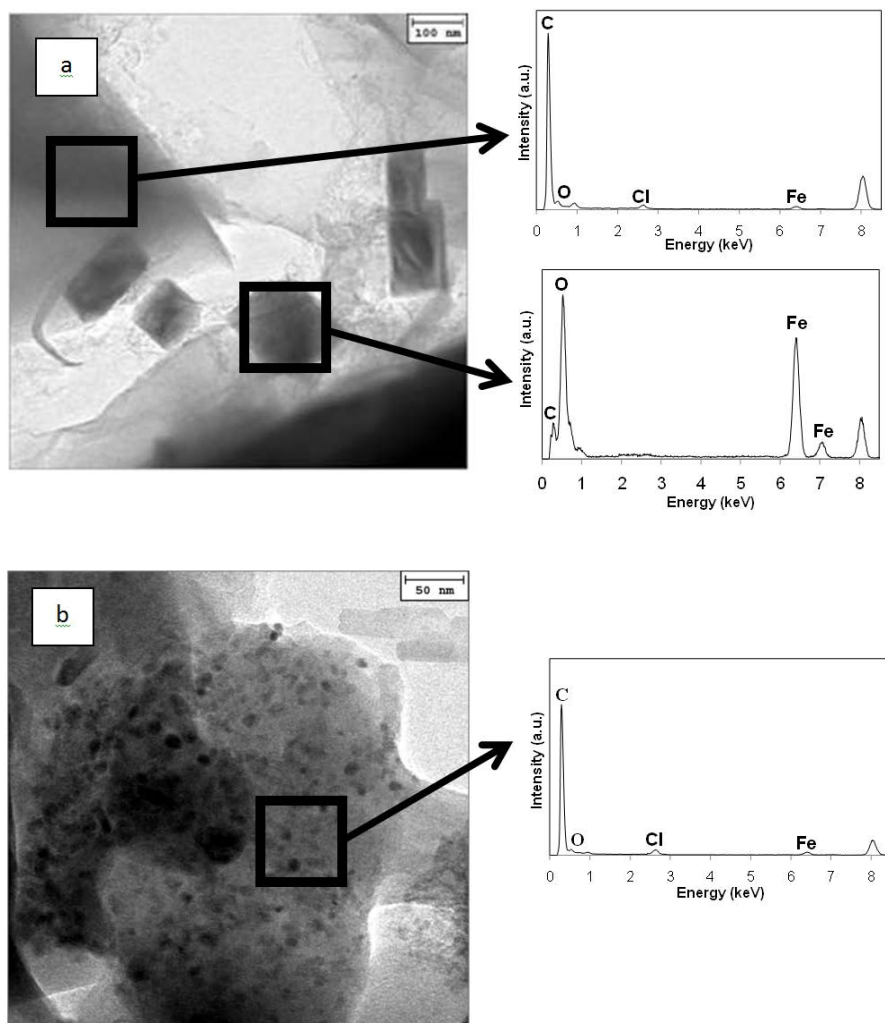 a
100 nm
C
O
Cl
Fe
Intensity (a.u.)
0 1 2 3 4 5 6 7 8
Energy (keV)
O
C
Fe
Fe
Intensity (a.u.)
0 1 2 3 4 5 6 7 8
Energy (keV)
b
50 nm
C
O
Cl
Fe
Intensity (a.u.)
0 1 2 3 4 5 6 7 8
Energy (keV)